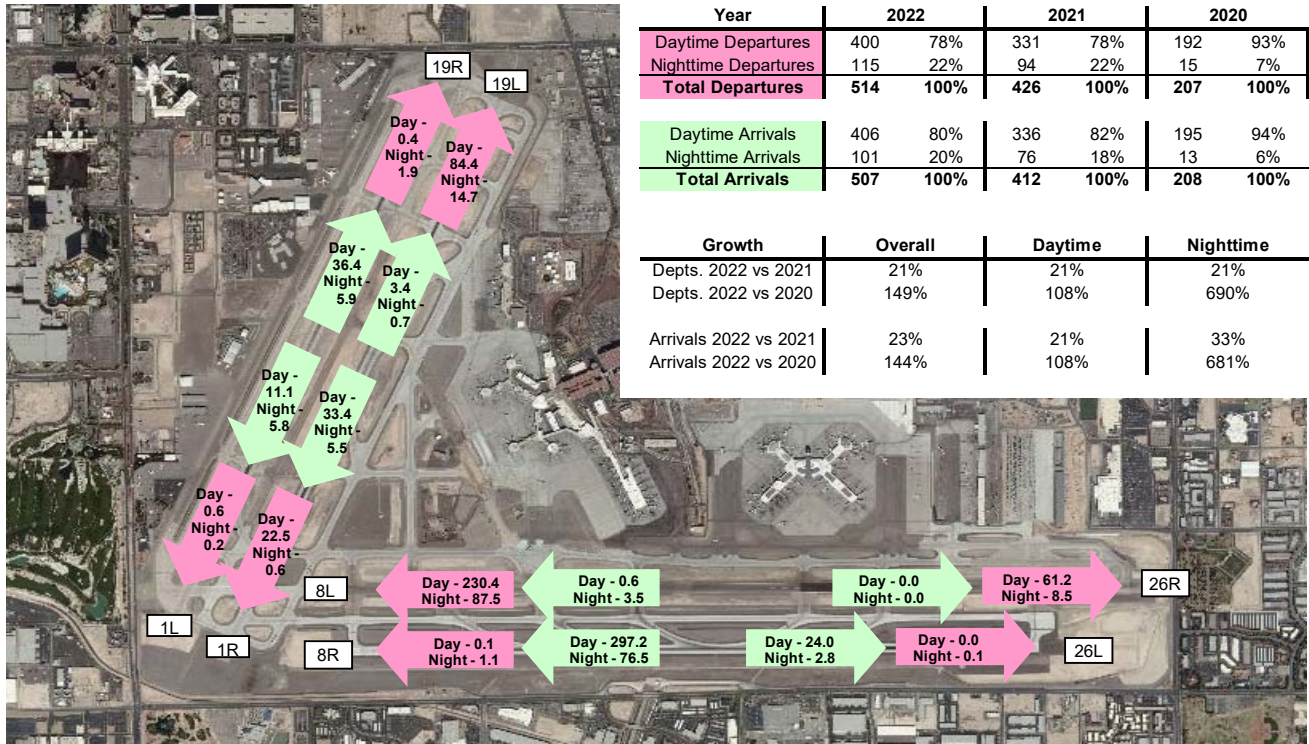 Year 2022 2021 2020
Daytime Departures 400 78% 331 78% 192 93%
Nighttime Departures 115 22% 94 22% 15 7%
Total Departures 514 100% 426 100% 207 100%
Daytime Arrivals 406 80% 336 82% 195 94%
Nighttime Arrivals 101 20% 76 18% 13 6%
Total Arrivals 507 100% 412 100% 208 100%
Growth Overall Daytime Nighttime
Depts. 2022 vs 2021 21% 21% 21%
Depts. 2022 vs 2020 149% 108% 690%
Arrivals 2022 vs 2021 23% 21% 33%
Arrivals 2022 vs 2020 144% 108% 681%
19R
19L
Day -
0.4
Night -
1.9
Day -
84.4
Night -
14.7
Day -
36.4
Night -
5.9
Day -
3.4
Night -
0.7
Day -
11.1
Night -
5.8
Day -
33.4
Night -
5.5
Day -
0.6
Night -
0.2
Day -
22.5
Night -
0.6
1L
1R
8L
Day - 230.4
Night - 87.5
Day - 0.6
Night - 3.5
Day - 0.0
Night - 0.0
Day - 61.2
Night - 8.5
26R
8R
Day - 0.1
Night - 1.1
Day - 297.2
Night - 76.5
Day - 24.0
Night - 2.8
Day - 0.0
Night - 0.1
26L